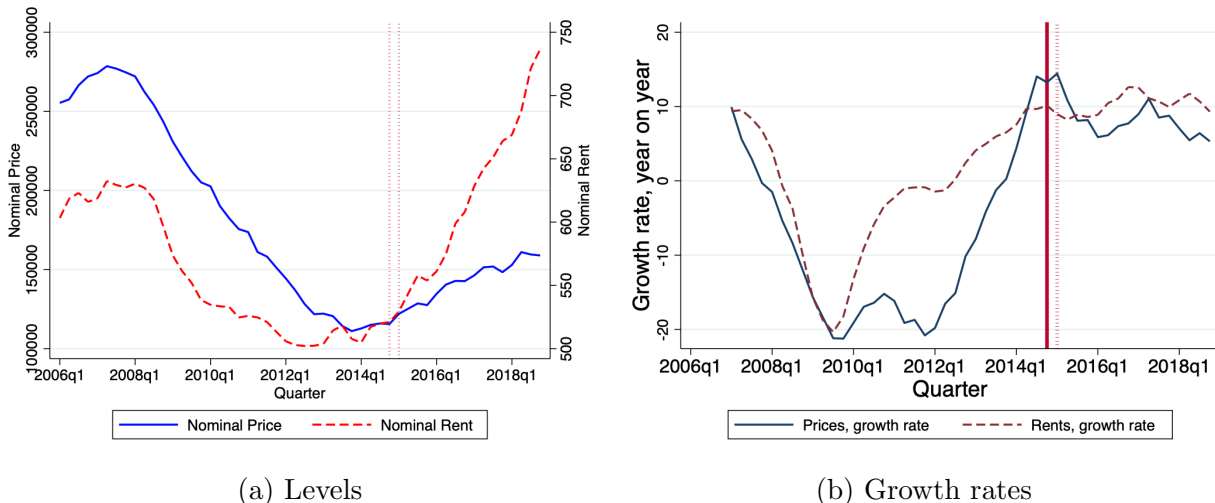 Nominal Price
300000
250000
200000
150000
100000
Nominal Rent
750
700
650
600
550
500
2006q1 2008q1 2010q1 2012q1 2014q1 2016q1 2018q1
Quarter
Nominal Price Nominal Rent
(a) Levels
Growth rate, year on year
20
10
0
-10
-20
2006q1 2008q1 2010q1 2012q1 2014q1 2016q1 2018q1
Quarter
Prices, growth rate Rents, growth rate
(b) Growth rates